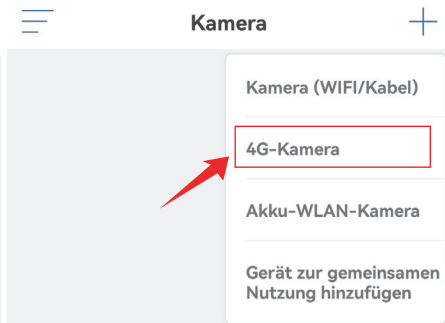 Kamera
Kamera (WIFI/Kabel)
4G-Kamera
Akku-WLAN-Kamera
Gerät zur gemeinsamen
Nutzung hinzufügen